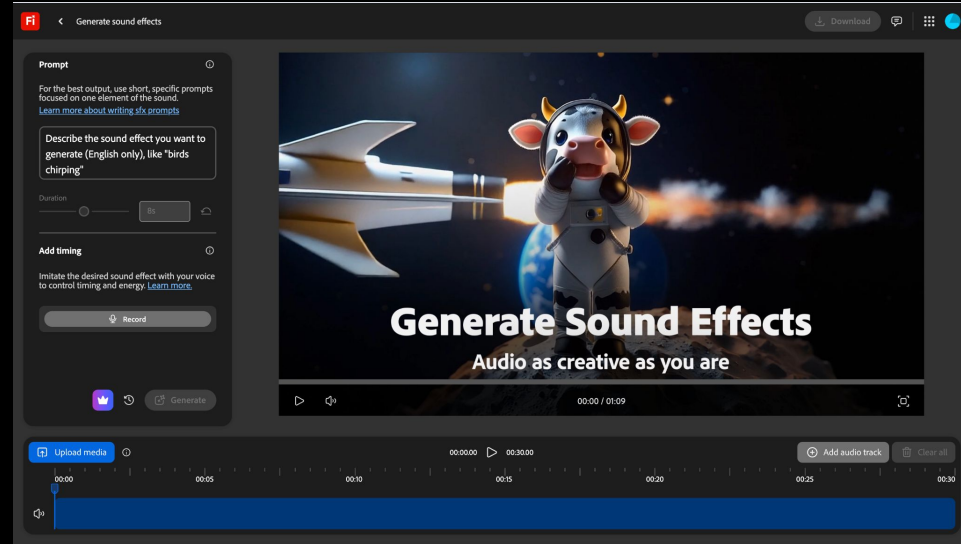 Fi
Generate sound effects
Download
Prompt
For the best output, use short, specific prompts
focused on one element of the sound.
Learn more about writing sfx prompts
Describe the sound effect you want to
generate (English only), like "birds
chirping"
Duration
8s
Add timing
Imitate the desired sound effect with your voice
to control timing and energy. Learn more.
Record
Generate
Generate Sound Effects
Audio as creative as you are
00:00 / 01:09
Upload media
00:00.00
00:30.00
Add audio track
Clear all
00:00
00:05
00:10
00:15
00:20
00:25
00:30